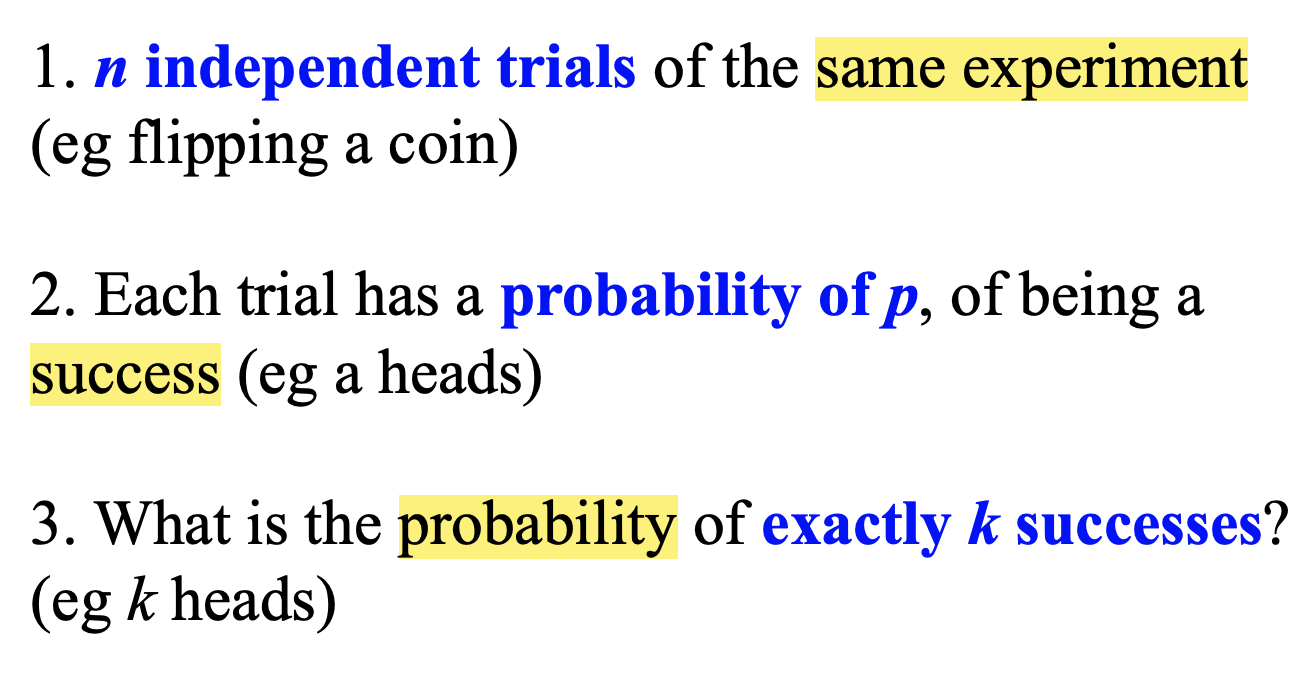 1. n independent trials of the same experiment
(eg flipping a coin)
2. Each trial has a probability of p, of being a
success (eg a heads)
3. What is the probability of exactly k successes?
(eg k heads)